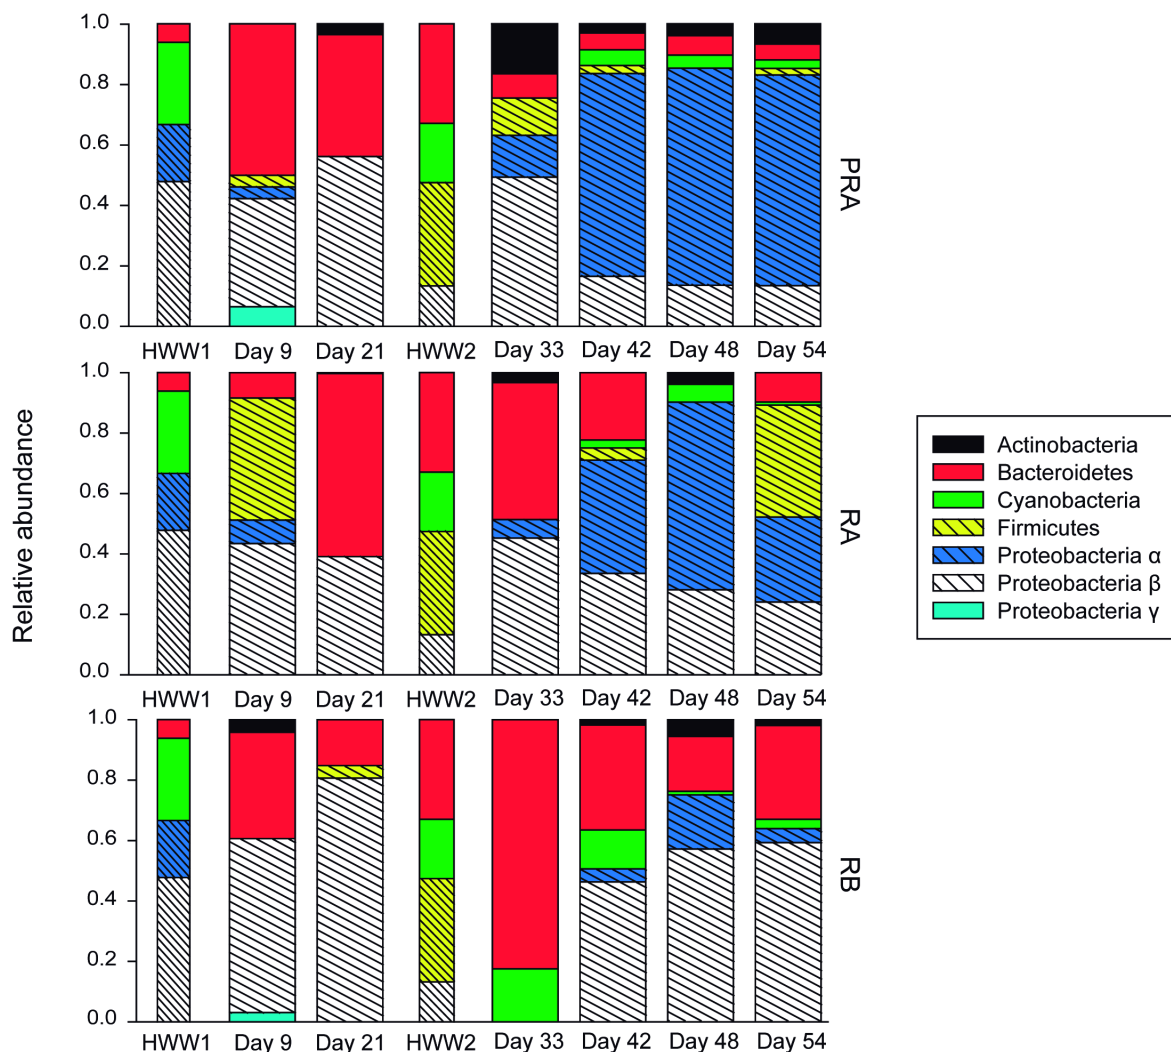 1.0
0.8
0.6
0.4
0.2
0.0
HWW1 Day 9 Day 21 HWW2 Day 33 Day 42 Day 48 Day 54
PRA
1.0
0.8
0.6
0.4
0.2
0.0
HWW1 Day 9 Day 21 HWW2 Day 33 Day 42 Day 48 Day 54
RA
Relative abundance
1.0
0.8
0.6
0.4
0.2
0.0
HWW1 Day 9 Day 21 HWW2 Day 33 Day 42 Day 48 Day 54
RB
Actinobacteria
Bacteroidetes
Cyanobacteria
Firmicutes
Proteobacteria α
Proteobacteria β
Proteobacteria γ